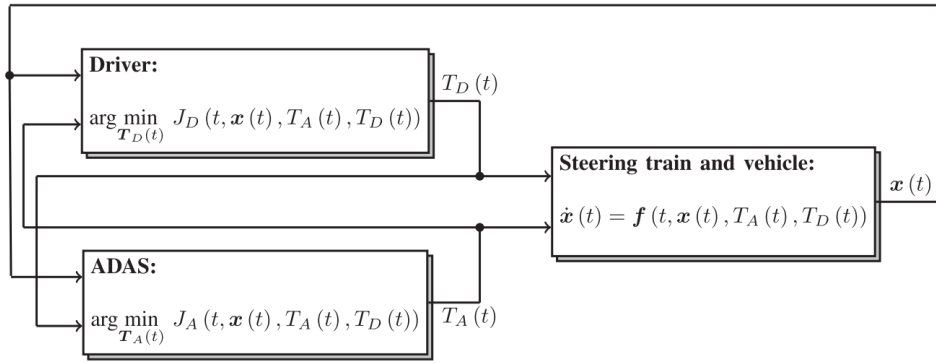 Driver:
T_D (t)
arg min J_D (t, x (t) , T_A (t) , T_D (t))
T_D(t)
Steering train and vehicle:
x (t)
ẋ (t) = f (t, x (t) , T_A (t) , T_D (t))
ADAS:
arg min J_A (t, x (t) , T_A (t) , T_D (t))
T_A(t)
T_A (t)